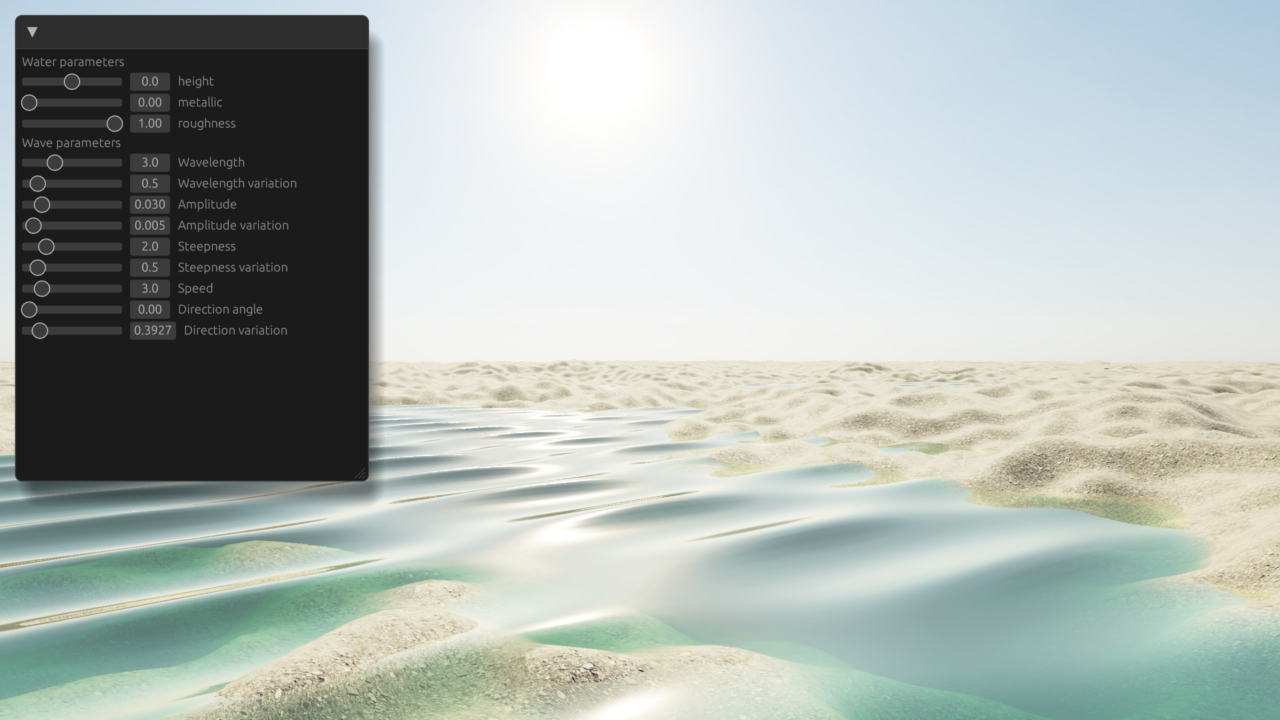 Water parameters
0.0 height
0.00 metallic
1.00 roughness
Wave parameters
3.0 Wavelength
0.5 Wavelength variation
0.030 Amplitude
0.005 Amplitude variation
2.0 Steepness
0.5 Steepness variation
3.0 Speed
0.00 Direction angle
0.3927 Direction variation